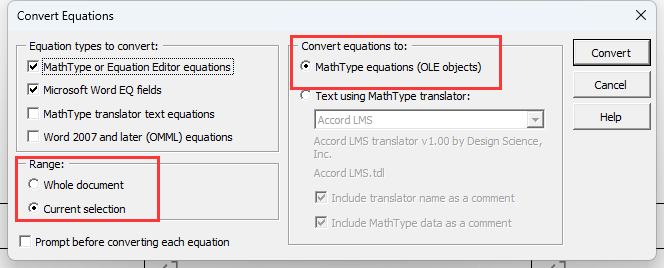 Convert Equations
Equation types to convert:
MathType or Equation Editor equations
Microsoft Word EQ fields
MathType translator text equations
Word 2007 and later (OMML) equations
Range:
Whole document
Current selection
Prompt before converting each equation
Convert equations to:
MathType equations (OLE objects)
Text using MathType translator:
Accord LMS
Accord LMS translator v1.00 by Design Science,
Inc.
Accord LMS.tdl
Include translator name as a comment
Include MathType data as a comment
Convert
Cancel
Help